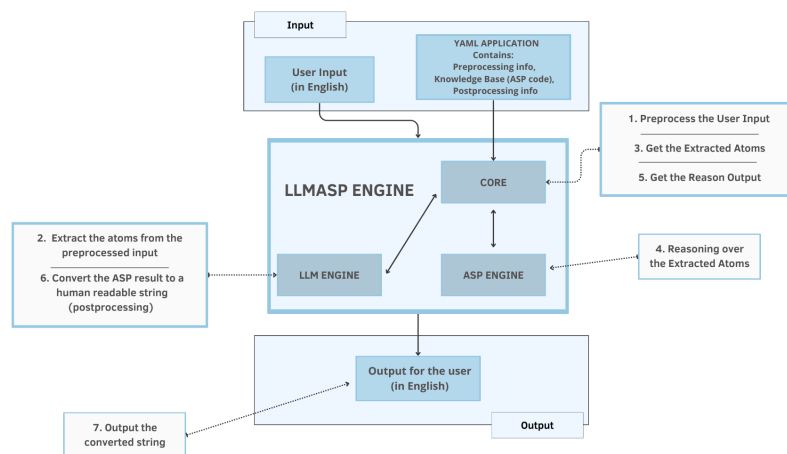 Input
YAML APPLICATION
Contains:
Preprocessing info,
Knowledge Base (ASP code),
Postprocessing info
User Input
(in English)
1. Preprocess the User Input
3. Get the Extracted Atoms
5. Get the Reason Output
LLMASP ENGINE
CORE
2. Extract the atoms from the
preprocessed input
6. Convert the ASP result to a
human readable string
(postprocessing)
LLM ENGINE
ASP ENGINE
4. Reasoning over
the Extracted Atoms
Output for the user
(in English)
7. Output the
converted string
Output